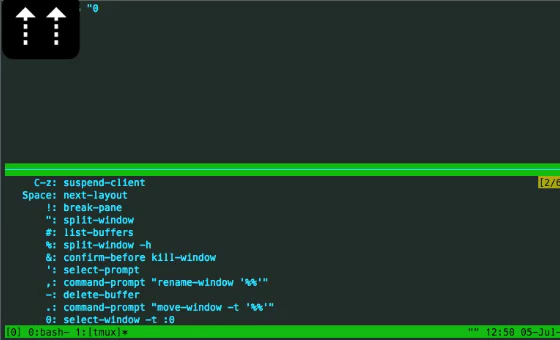 "0
[2/6
C-z: suspend-client
Space: next-layout
!: break-pane
": split-window
#: list-buffers
%: split-window -h
&: confirm-before kill-window
': select-prompt
,: command-prompt "rename-window '%%'"
-: delete-buffer
.: command-prompt "move-window -t '%%'"
0: select-window -t :0
[0] 0:bash- 1:[tmux]* "" 12:50 05-Jul-